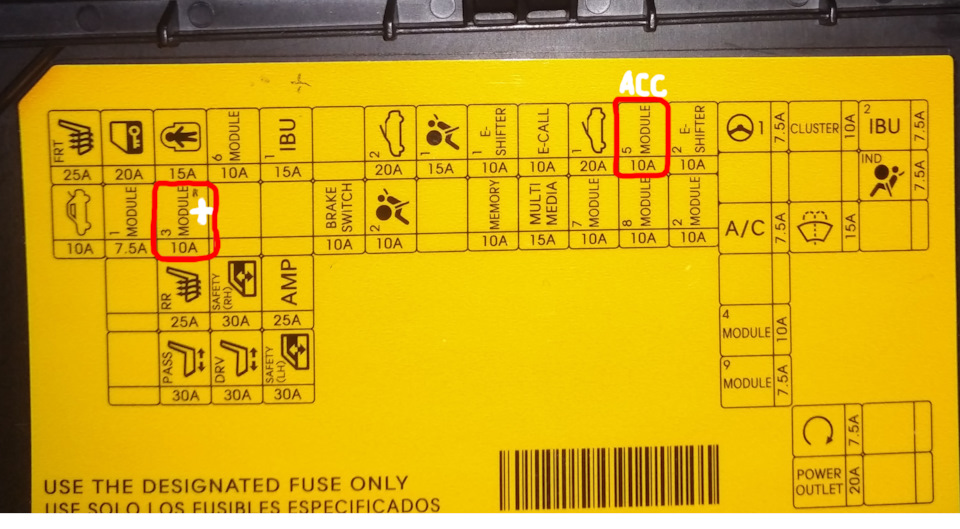 ACC
FRT 25A
20A
15A
6 MODULE 10A
1 IBU 15A
2 20A
1 15A
1 E-SHIFTER 10A
E-CALL 10A
1 20A
5 MODULE 10A
2 E-SHIFTER 10A
1 7.5A
CLUSTER 10A
2 IBU 7.5A
IND 7.5A
10A
1 MODULE 7.5A
3 MODULE 10A
+
BRAKE SWITCH 10A
2 10A
MEMORY 10A
MULTI MEDIA 15A
7 MODULE 10A
8 MODULE 10A
2 MODULE 10A
A/C 7.5A
15A
RR 25A
SAFETY (RH) 30A
AMP 25A
4 MODULE 10A
PASS 30A
DRV 30A
SAFETY (LH) 30A
9 MODULE 7.5A
7.5A
POWER OUTLET 20A
USE THE DESIGNATED FUSE ONLY
USE SOLO LOS FUSIBLES ESPECIFICADOS